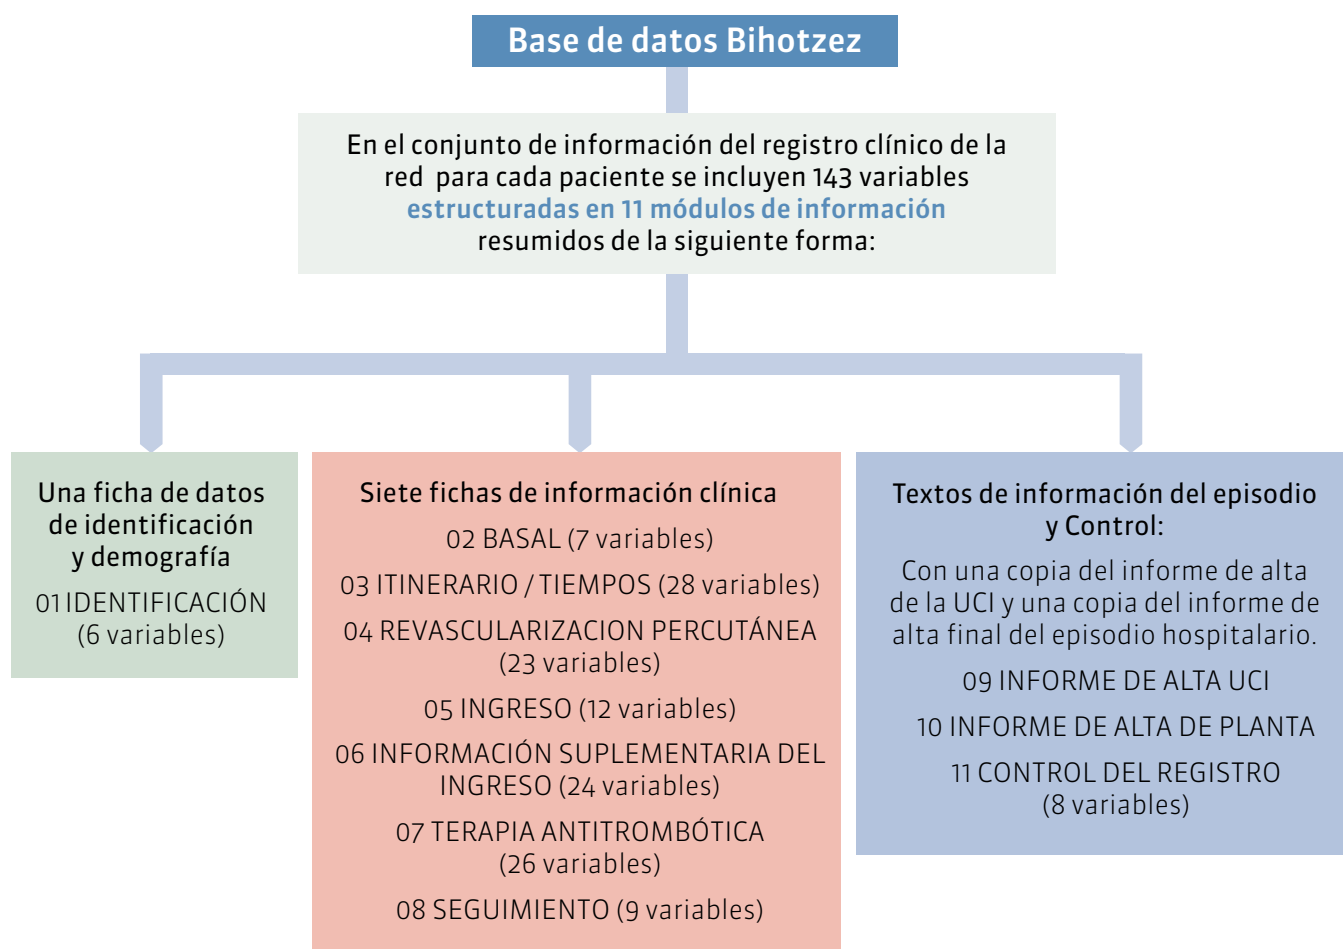 Base de datos Bihotzez
En el conjunto de información del registro clínico de la
red para cada paciente se incluyen 143 variables
estructuradas en 11 módulos de información
resumidos de la siguiente forma:
Una ficha de datos
de identificación
y demografía
01 IDENTIFICACIÓN
(6 variables)
Siete fichas de información clínica
02 BASAL (7 variables)
03 ITINERARIO / TIEMPOS (28 variables)
04 REVASCULARIZACION PERCUTÁNEA
(23 variables)
05 INGRESO (12 variables)
06 INFORMACIÓN SUPLEMENTARIA DEL
INGRESO (24 variables)
07 TERAPIA ANTITROMBÓTICA
(26 variables)
08 SEGUIMIENTO (9 variables)
Textos de información del episodio
y Control:
Con una copia del informe de alta
de la UCI y una copia del informe de
alta final del episodio hospitalario.
09 INFORME DE ALTA UCI
10 INFORME DE ALTA DE PLANTA
11 CONTROL DEL REGISTRO
(8 variables)